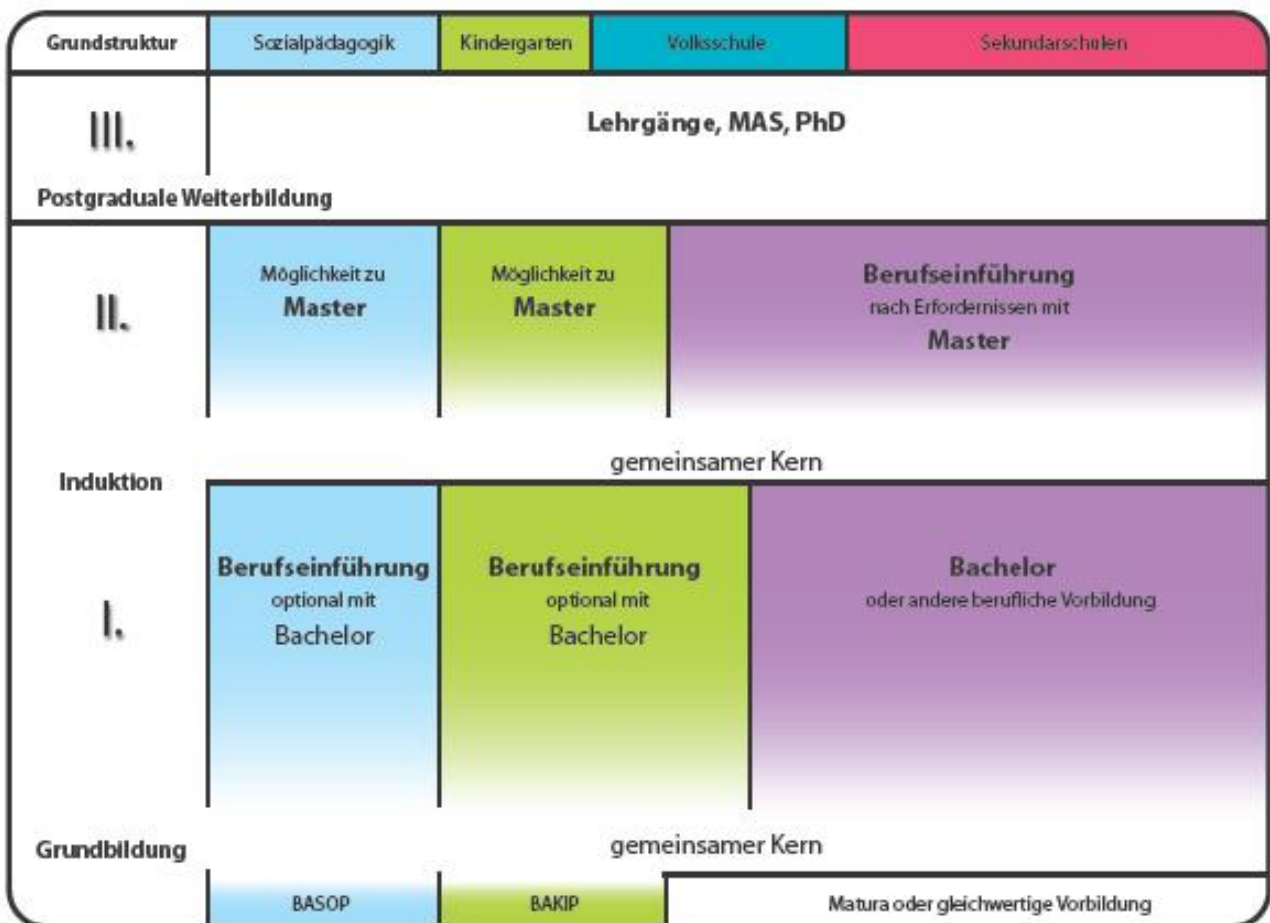 Grundstruktur
Sozialpädagogik
Kindergarten
Volksschule
Sekundarschulen
III.
Lehrgänge, MAS, PhD
Postgraduale Weiterbildung
II.
Möglichkeit zu
Master
Möglichkeit zu
Master
Berufseinführung
nach Erfordernissen mit
Master
gemeinsamer Kern
Induktion
I.
Berufseinführung
optional mit
Bachelor
Berufseinführung
optional mit
Bachelor
Bachelor
oder andere berufliche Vorbildung
gemeinsamer Kern
Grundbildung
BASOP
BAKIP
Matura oder gleichwertige Vorbildung